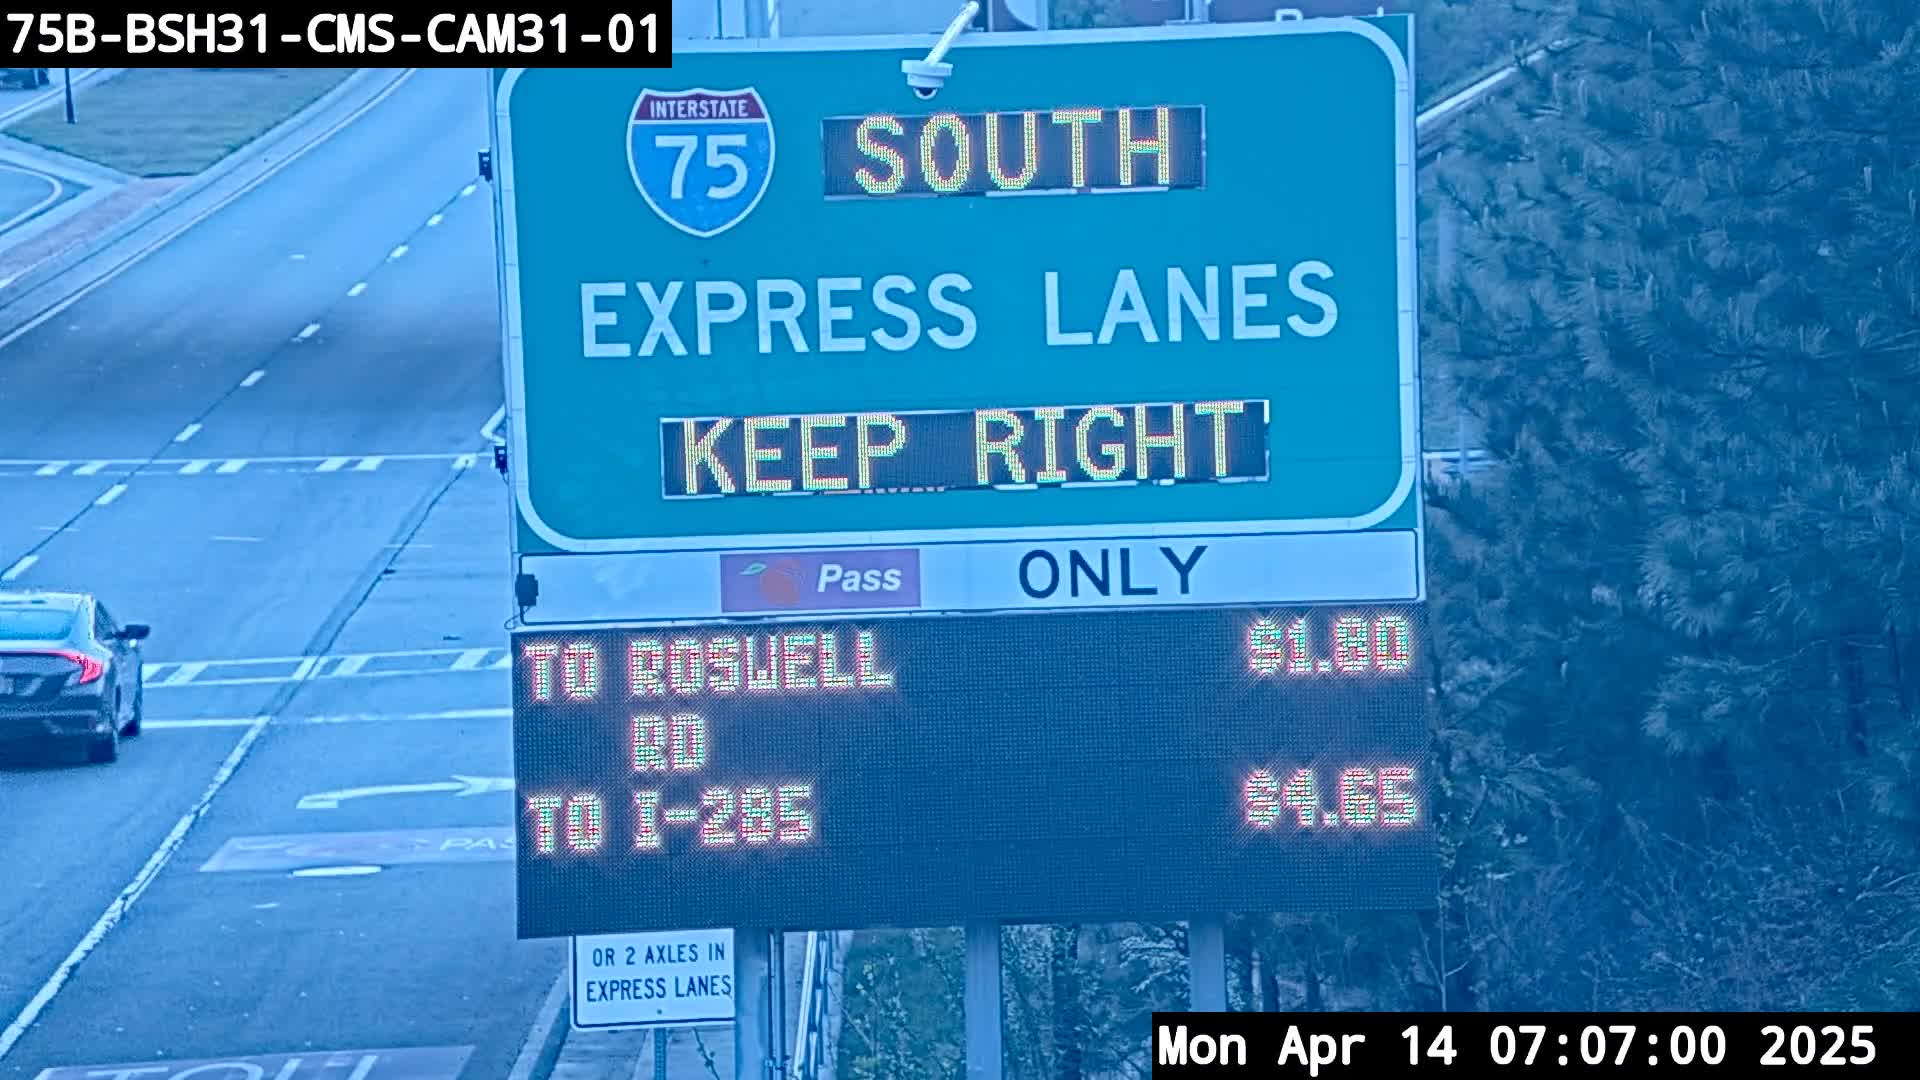 75B-BSH31-CMS-CAM31-01
INTERSTATE
75
SOUTH
EXPRESS LANES
KEEP RIGHT
Pass ONLY
TO ROSWELL $1.80
RD
TO I-285 $4.65
OR 2 AXLES IN
EXPRESS LANES
Mon Apr 14 07:07:00 2025